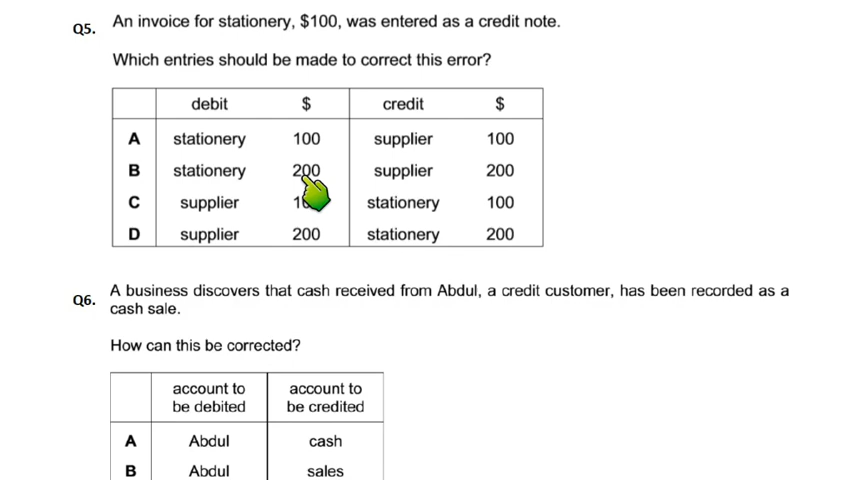 Q5. An invoice for stationery, $100, was entered as a credit note.
Which entries should be made to correct this error?
debit $ credit $
A stationery 100 supplier 100
B stationery 200 supplier 200
C supplier stationery 100
D supplier 200 stationery 200
Q6. A business discovers that cash received from Abdul, a credit customer, has been recorded as a
cash sale.
How can this be corrected?
account to account to
be debited be credited
A Abdul cash
B Abdul sales